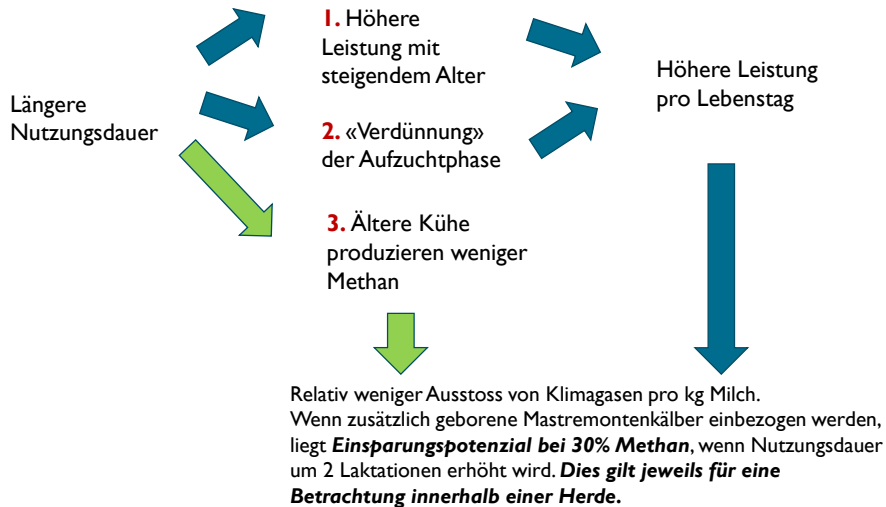 Längere
Nutzungsdauer
1. Höhere
Leistung mit
steigendem Alter
2. «Verdünnung»
der Aufzuchtphase
3. Ältere Kühe
produzieren weniger
Methan
Höhere Leistung
pro Lebenstag
Relativ weniger Ausstoss von Klimagasen pro kg Milch.
Wenn zusätzlich geborene Mastremontenkälber einbezogen werden,
liegt Einsparungspotenzial bei 30% Methan, wenn Nutzungsdauer
um 2 Laktationen erhöht wird. Dies gilt jeweils für eine
Betrachtung innerhalb einer Herde.